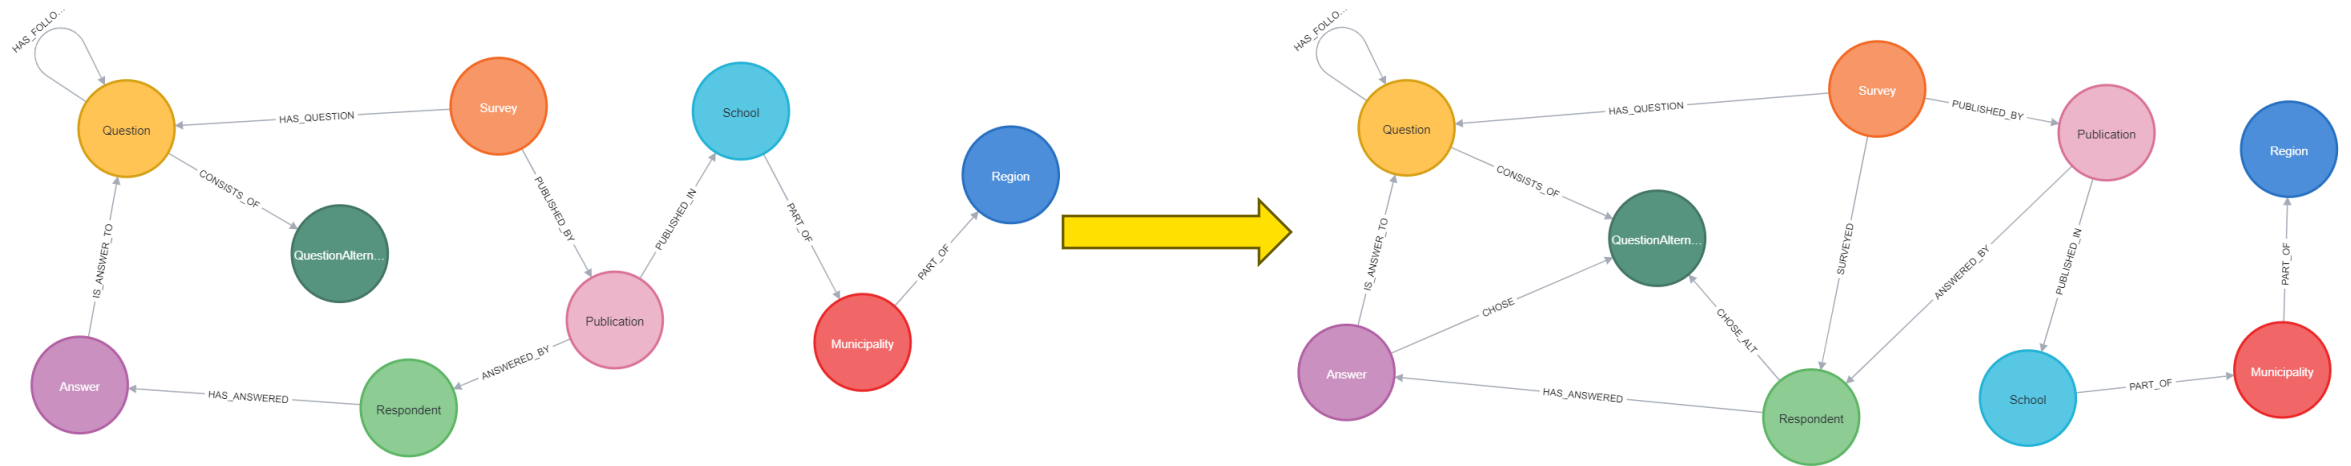 HAS_FOLLO...
Question
HAS_QUESTION
Survey
School
CONSISTS_OF
PUBLISHED_BY
PUBLISHED_IN
PART_OF
Region
IS_ANSWER_TO
QuestionAltern...
PART_OF
Publication
Municipality
ANSWERED_BY
Answer
HAS_ANSWERED
Respondent
HAS_FOLLO...
Question
HAS_QUESTION
Survey
PUBLISHED_BY
Publication
Region
CONSISTS_OF
IS_ANSWER_TO
QuestionAltern...
SURVEYED
ANSWERED_BY
PUBLISHED_IN
PART_OF
CHOSE
CHOSE_ALT
Answer
HAS_ANSWERED
Respondent
School
PART_OF
Municipality